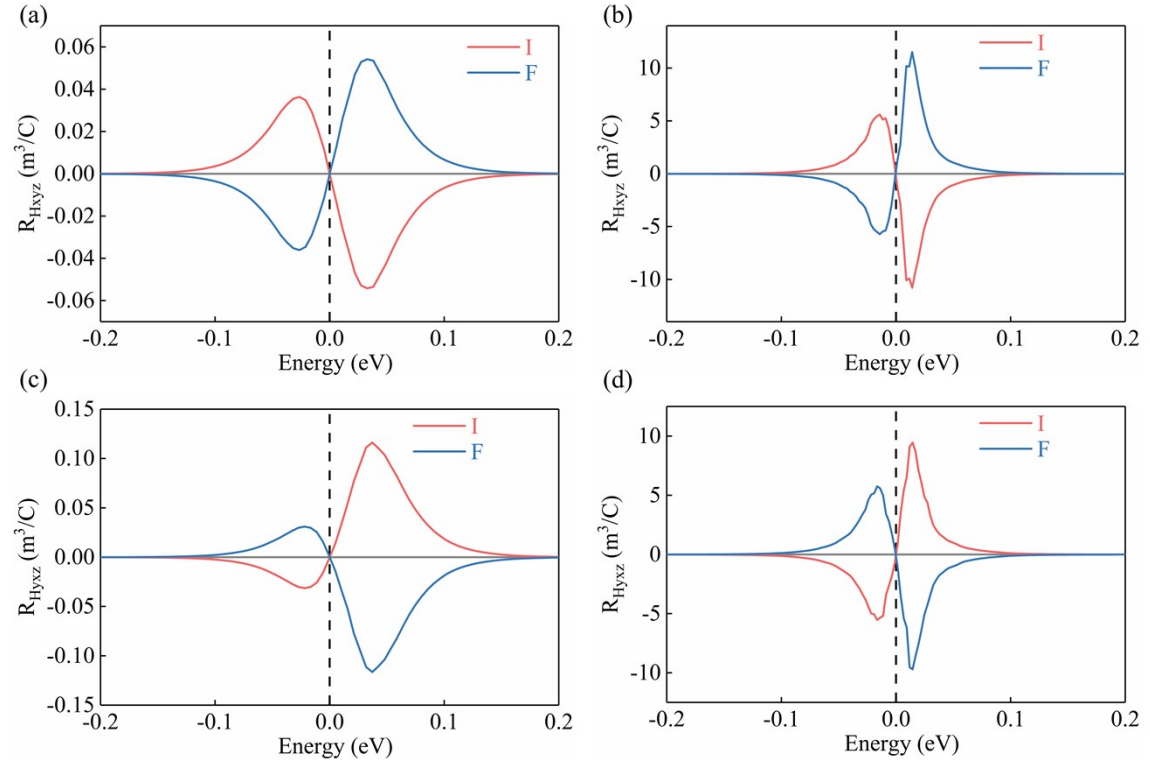 (a)
R_Hxyz (m³/C)
0.06
0.04
0.02
0.00
-0.02
-0.04
-0.06
I
F
-0.2
-0.1
0.0
0.1
0.2
Energy (eV)
(b)
R_Hxyz (m³/C)
10
5
0
-5
-10
I
F
-0.2
-0.1
0.0
0.1
0.2
Energy (eV)
(c)
R_Hyxz (m³/C)
0.15
0.10
0.05
0.00
-0.05
-0.10
-0.15
I
F
-0.2
-0.1
0.0
0.1
0.2
Energy (eV)
(d)
R_Hyxz (m³/C)
10
5
0
-5
-10
I
F
-0.2
-0.1
0.0
0.1
0.2
Energy (eV)